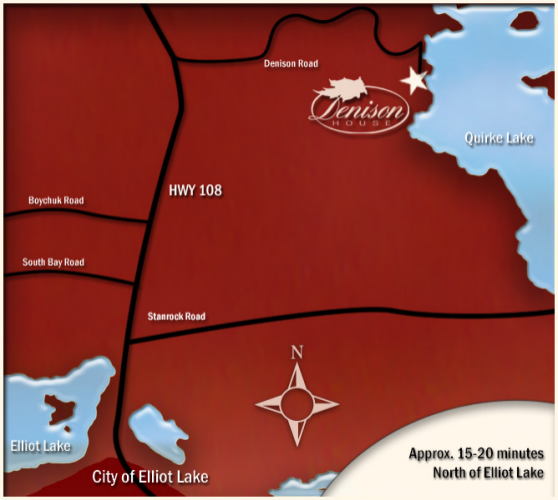 Denison Road
Denison
HOUSE
Quirke Lake
HWY 108
Boychuk Road
South Bay Road
Stanrock Road
N
Elliot Lake
City of Elliot Lake
Approx. 15-20 minutes
North of Elliot Lake